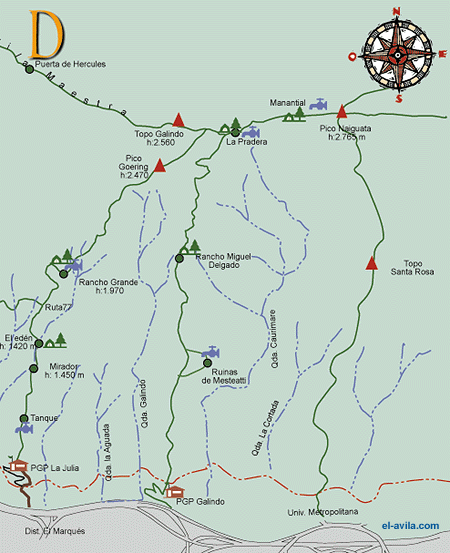 D
N
O
E
S
Puerta de Hercules
Fila Maestra
Manantial
Topo Galindo
h:2.560
La Pradera
Pico Naiguata
h:2.765 m
Pico
Goering
h:2.470
Rancho Miguel
Delgado
Topo
Santa Rosa
Rancho Grande
h:1.970
Ruta77
El edén
h: 1420 m
Mirador
h: 1.450 m
Ruinas
de Mesteatti
Qda. Caurimare
Qda. Galindo
Qda. la Aguada
Qda. La Cortada
Tanque
PGP La Julia
PGP Galindo
Univ. Metropolitana
Dist. El Marqués
el-avila.com